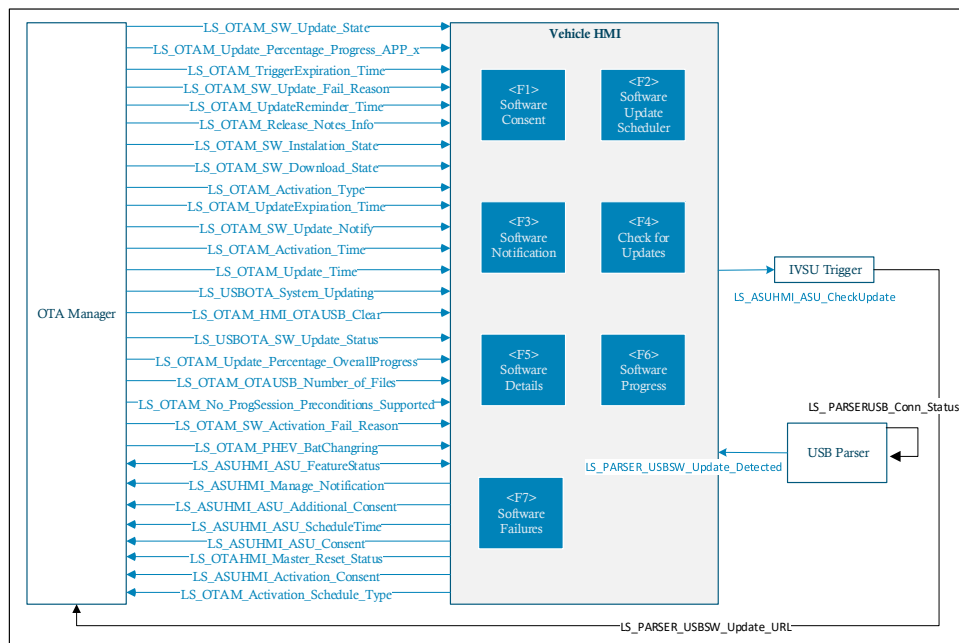 OTA Manager
LS_OTAM_SW_Update_State
LS_OTAM_Update_Percentage_Progress_APP_x
LS_OTAM_TriggerExpiration_Time
LS_OTAM_SW_Update_Fail_Reason
LS_OTAM_UpdateReminder_Time
LS_OTAM_Release_Notes_Info
LS_OTAM_SW_Instalation_State
LS_OTAM_SW_Download_State
LS_OTAM_Activation_Type
LS_OTAM_UpdateExpiration_Time
LS_OTAM_SW_Update_Notify
LS_OTAM_Activation_Time
LS_OTAM_Update_Time
LS_USBOTA_System_Updating
LS_OTAM_HMI_OTAUSB_Clear
LS_USBOTA_SW_Update_Status
LS_OTAM_Update_Percentage_OverallProgress
LS_OTAM_OTAUSB_Number_of_Files
LS_OTAM_No_ProgSession_Preconditions_Supported
LS_OTAM_SW_Activation_Fail_Reason
LS_OTAM_PHEV_BatChangring
LS_ASUHMI_ASU_FeatureStatus
LS_ASUHMI_Manage_Notification
LS_ASUHMI_ASU_Additional_Consent
LS_ASUHMI_ASU_ScheduleTime
LS_ASUHMI_ASU_Consent
LS_OTAHMI_Master_Reset_Status
LS_ASUHMI_Activation_Consent
LS_OTAM_Activation_Schedule_Type
Vehicle HMI
<F1>
Software
Consent
<F2>
Software
Update
Scheduler
<F3>
Software
Notification
<F4>
Check for
Updates
<F5>
Software
Details
<F6>
Software
Progress
<F7>
Software
Failures
IVSU Trigger
LS_ASUHMI_ASU_CheckUpdate
LS_ PARSERUSB_Conn_Status
USB Parser
LS_PARSER_USBSW_Update_Detected
LS_PARSER_USBSW_Update_URL